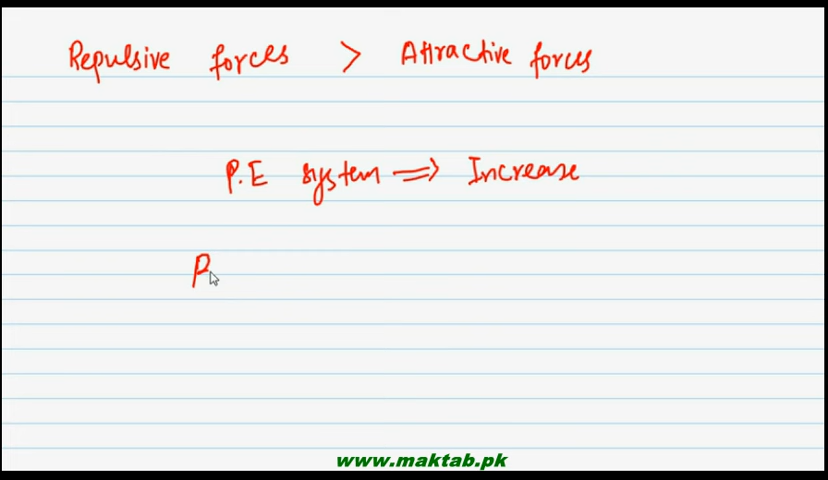 Repulsive forces > Attractive forces
P.E system ⇒ Increase
P
www.maktab.pk